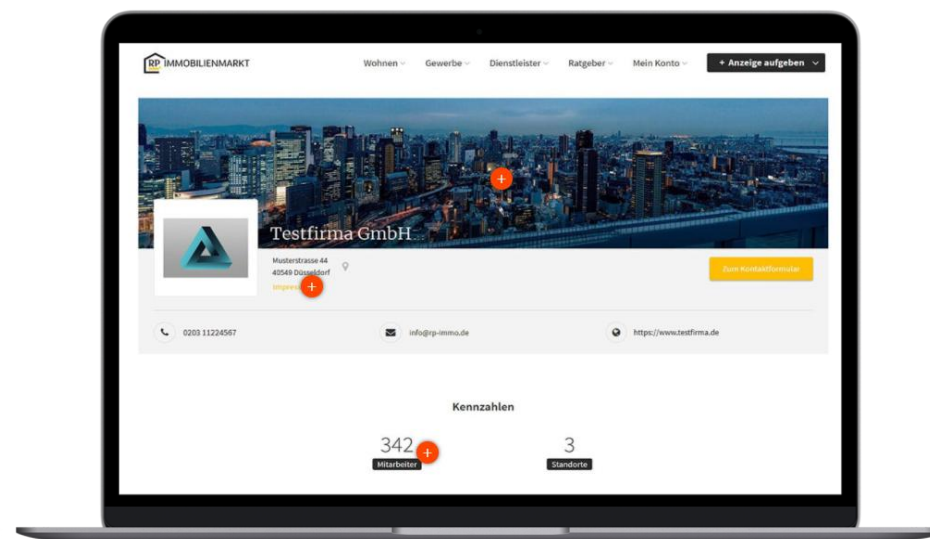 RP IMMOBILIENMARKT
Wohnen Gewerbe Dienstleister Ratgeber Mein Konto + Anzeige aufgeben
Testfirma GmbH
Musterstrasse 44
40549 Düsseldorf
Zum Kontaktformular
0203 11224567 info@rp-immo.de https://www.testfirma.de
Kennzahlen
342 3
Mitarbeiter Standorte